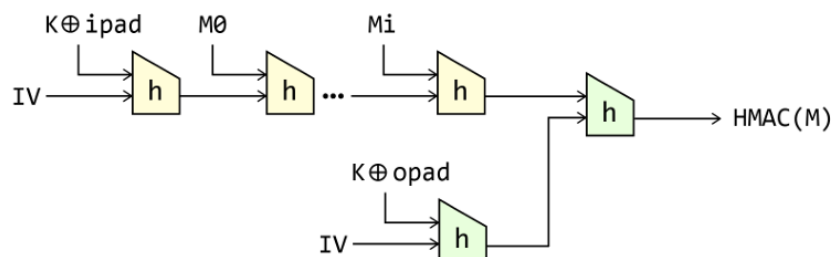 K⊕ipad M0 Mi
IV h h ... h h HMAC(M)
K⊕opad
IV h